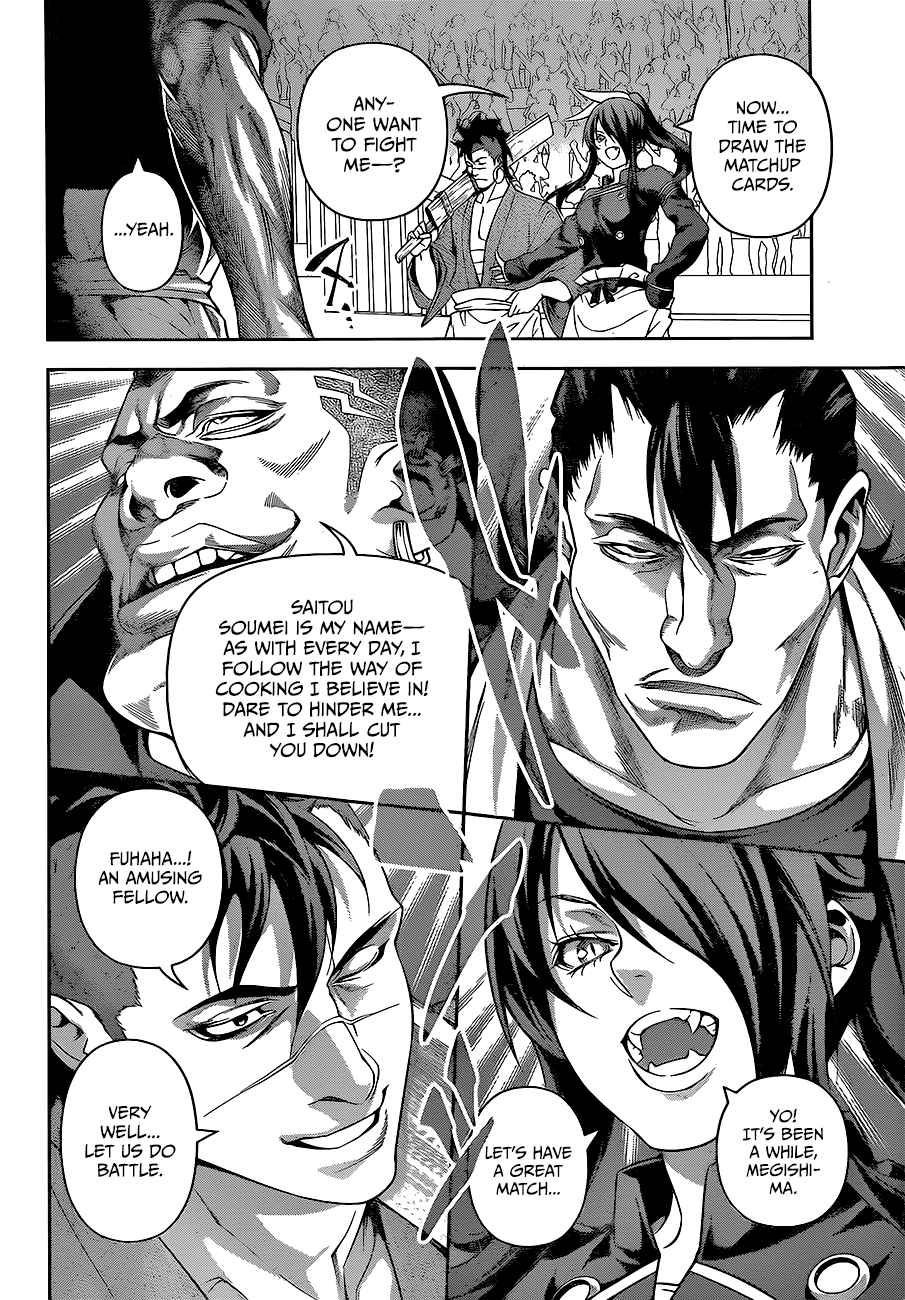 NOW...
TIME TO
DRAW THE
MATCHUP
CARDS.
ANY-
ONE WANT
TO FIGHT
ME—?
...YEAH.
SAITOU
SOUMEI IS MY NAME—
AS WITH EVERY DAY, I
FOLLOW THE WAY OF
COOKING I BELIEVE IN!
DARE TO HINDER ME...
AND I SHALL CUT
YOU DOWN!
YO!
IT'S BEEN
A WHILE,
MEGISHI-
MA.
LET'S HAVE
A GREAT
MATCH...
FUHAHA...!
AN AMUSING
FELLOW.
VERY
WELL...
LET US DO
BATTLE.